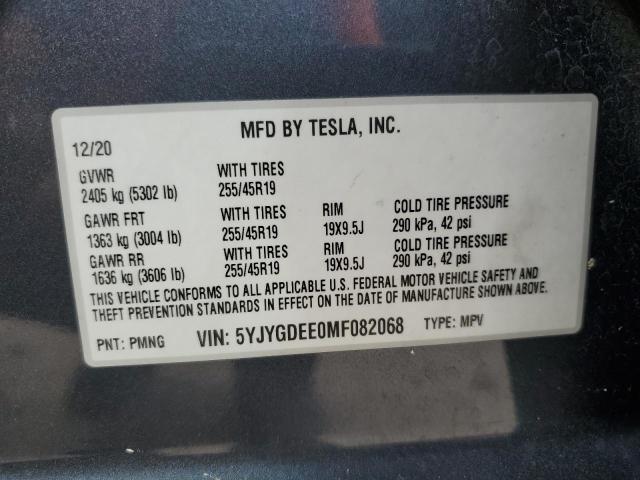 MFD BY TESLA, INC.
12/20
GVWR WITH TIRES
2405 kg (5302 lb) 255/45R19
GAWR FRT WITH TIRES RIM COLD TIRE PRESSURE
1363 kg (3004 lb) 255/45R19 19X9.5J 290 kPa, 42 psi
GAWR RR WITH TIRES RIM COLD TIRE PRESSURE
1636 kg (3606 lb) 255/45R19 19X9.5J 290 kPa, 42 psi
THIS VEHICLE CONFORMS TO ALL APPLICABLE U.S. FEDERAL MOTOR VEHICLE SAFETY AND
THEFT PREVENTION STANDARDS IN EFFECT ON THE DATE OF MANUFACTURE SHOWN ABOVE.
PNT: PMNG VIN: 5YJYGDEE0MF082068 TYPE: MPV